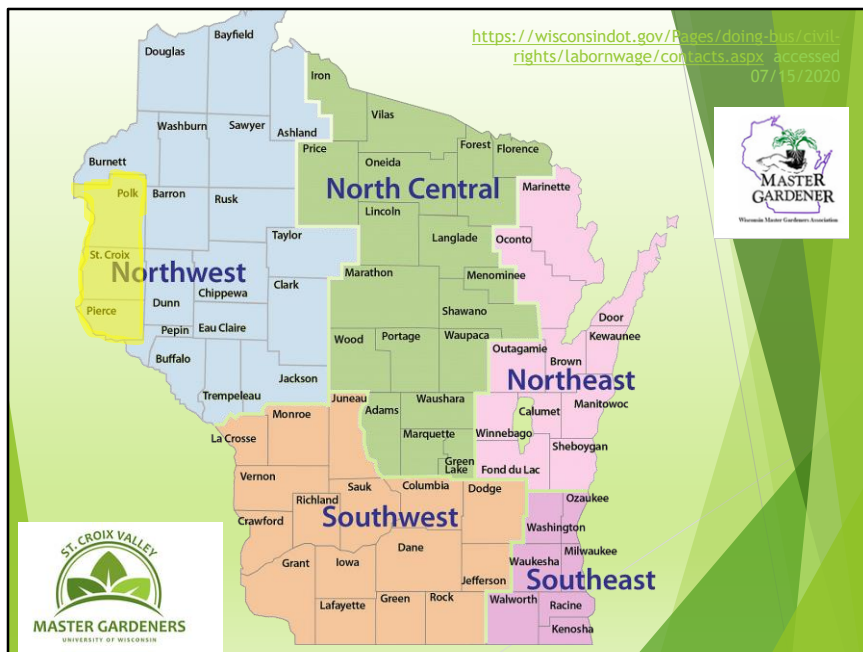 https://wisconsindot.gov/Pages/doing-bus/civil-
rights/labornwage/contacts.aspx accessed
07/15/2020
Douglas
Bayfield
Iron
Vilas
Washburn
Sawyer
Ashland
Price
Forest
Florence
Oneida
Burnett
Polk
Barron
Rusk
North Central
Marinette
Lincoln
Langlade
Oconto
Taylor
St. Croix
Northwest
Marathon
Menominee
Clark
Chippewa
Dunn
Pierce
Shawano
Door
Pepin
Eau Claire
Wood
Portage
Waupaca
Kewaunee
Outagamie
Brown
Buffalo
Northeast
Jackson
Trempeleau
Juneau
Adams
Waushara
Calumet
Manitowoc
Monroe
La Crosse
Marquette
Winnebago
Green
Lake
Sheboygan
Fond du Lac
Vernon
Sauk
Columbia
Dodge
Richland
Ozaukee
Crawford
Southwest
Washington
Dane
Milwaukee
Grant
Iowa
Waukesha
Jefferson
Southeast
Lafayette
Green
Rock
Walworth
Racine
Kenosha
MASTER
GARDENER
Wisconsin Master Gardeners Association
ST. CROIX VALLEY
MASTER GARDENERS
UNIVERSITY OF WISCONSIN